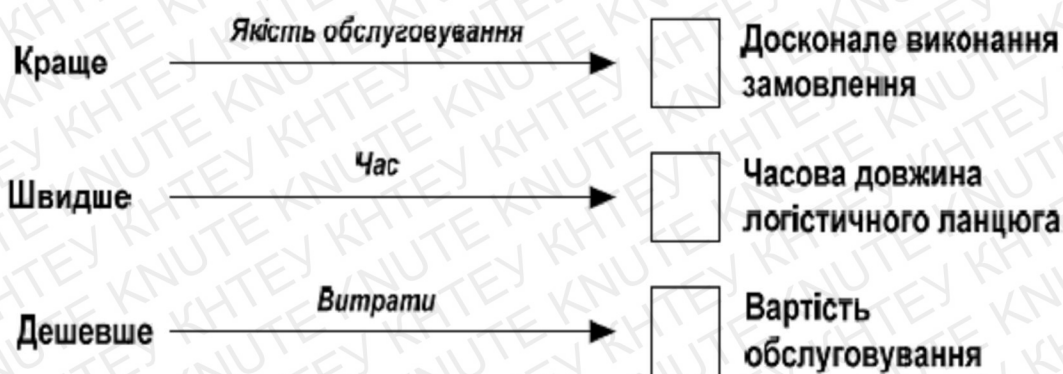 Якість обслуговування
Краще
Досконале виконання
замовлення
Час
Швидше
Часова довжина
логістичного ланцюга
Витрати
Дешевше
Вартість
обслуговування